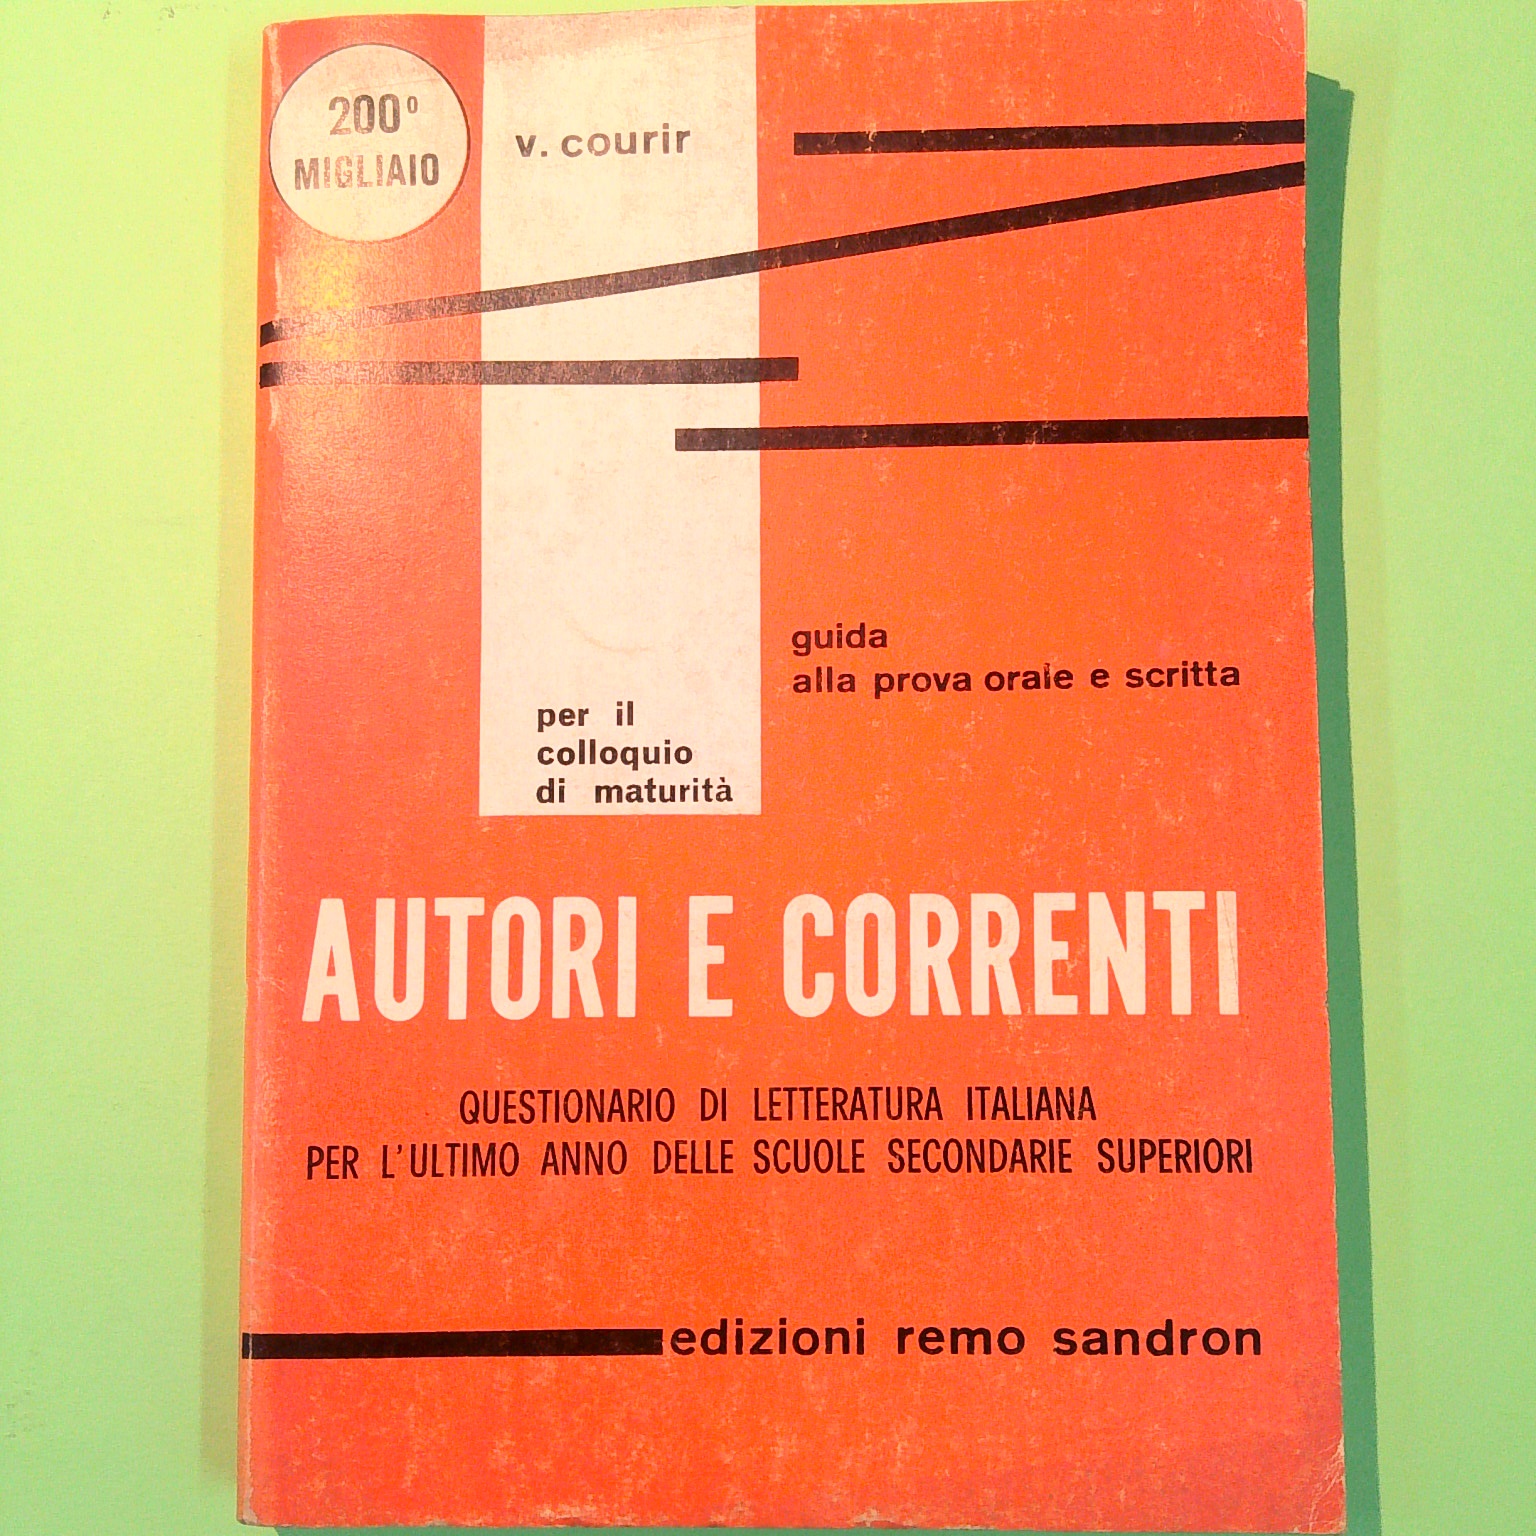 200º
MIGLIAIO
v. courir
guida
alla prova orale e scritta
per il
colloquio
di maturità
AUTORI E CORRENTI
QUESTIONARIO DI LETTERATURA ITALIANA
PER L'ULTIMO ANNO DELLE SCUOLE SECONDARIE SUPERIORI
edizioni remo sandron